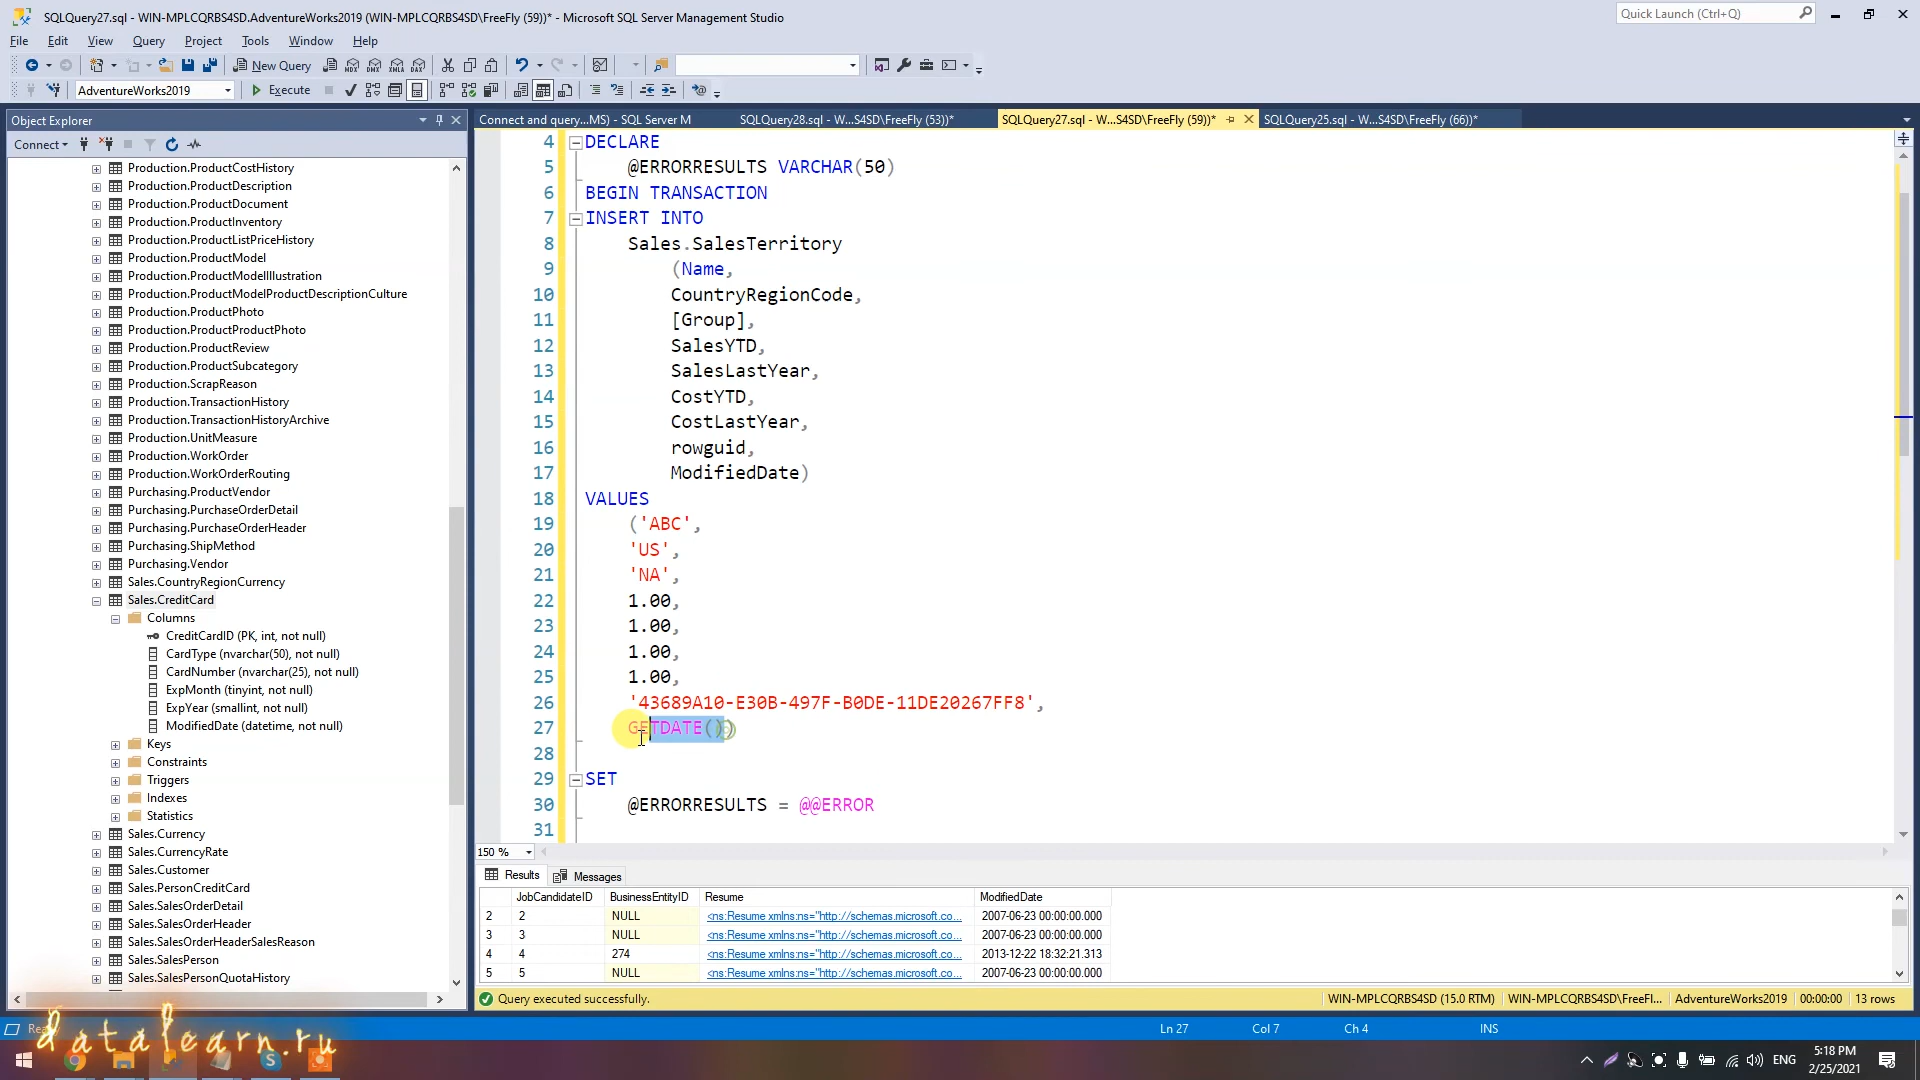 SQLQuery27.sql - WIN-MPLCQRBS4SD.AdventureWorks2019 (WIN-MPLCQRBS4SD\FreeFly (59))* - Microsoft SQL Server Management Studio
Quick Launch (Ctrl+Q)
File Edit View Query Project Tools Window Help
New Query
AdventureWorks2019 Execute
Object Explorer
Connect and query...MS) - SQL Server M SQLQuery28.sql - W...S4SD\FreeFly (53))* SQLQuery27.sql - W...S4SD\FreeFly (59))* SQLQuery25.sql - W...S4SD\FreeFly (66))*
Connect
Production.ProductCostHistory
Production.ProductDescription
Production.ProductDocument
Production.ProductInventory
Production.ProductListPriceHistory
Production.ProductModel
Production.ProductModelIllustration
Production.ProductModelProductDescriptionCulture
Production.ProductPhoto
Production.ProductProductPhoto
Production.ProductReview
Production.ProductSubcategory
Production.ScrapReason
Production.TransactionHistory
Production.TransactionHistoryArchive
Production.UnitMeasure
Production.WorkOrder
Production.WorkOrderRouting
Purchasing.ProductVendor
Purchasing.PurchaseOrderDetail
Purchasing.PurchaseOrderHeader
Purchasing.ShipMethod
Purchasing.Vendor
Sales.CountryRegionCurrency
Sales.CreditCard
Columns
CreditCardID (PK, int, not null)
CardType (nvarchar(50), not null)
CardNumber (nvarchar(25), not null)
ExpMonth (tinyint, not null)
ExpYear (smallint, not null)
ModifiedDate (datetime, not null)
Keys
Constraints
Triggers
Indexes
Statistics
Sales.Currency
Sales.CurrencyRate
Sales.Customer
Sales.PersonCreditCard
Sales.SalesOrderDetail
Sales.SalesOrderHeader
Sales.SalesOrderHeaderSalesReason
Sales.SalesPerson
Sales.SalesPersonQuotaHistory
4 DECLARE
5 @ERRORRESULTS VARCHAR(50)
6 BEGIN TRANSACTION
7 INSERT INTO
8 Sales.SalesTerritory
9 (Name,
10 CountryRegionCode,
11 [Group],
12 SalesYTD,
13 SalesLastYear,
14 CostYTD,
15 CostLastYear,
16 rowguid,
17 ModifiedDate)
18 VALUES
19 ('ABC',
20 'US',
21 'NA',
22 1.00,
23 1.00,
24 1.00,
25 1.00,
26 '43689A10-E30B-497F-B0DE-11DE20267FF8',
27 GETDATE())
28
29 SET
30 @ERRORRESULTS = @@ERROR
31
150 %
Results Messages
JobCandidateID BusinessEntityID Resume ModifiedDate
2 2 NULL <ns:Resume xmlns:ns="http://schemas.microsoft.co... 2007-06-23 00:00:00.000
3 3 NULL <ns:Resume xmlns:ns="http://schemas.microsoft.co... 2007-06-23 00:00:00.000
4 4 274 <ns:Resume xmlns:ns="http://schemas.microsoft.co... 2013-12-22 18:32:21.313
5 5 NULL <ns:Resume xmlns:ns="http://schemas.microsoft.co... 2007-06-23 00:00:00.000
Query executed successfully. WIN-MPLCQRBS4SD (15.0 RTM) WIN-MPLCQRBS4SD\FreeFl... AdventureWorks2019 00:00:00 13 rows
Ln 27 Col 7 Ch 4 INS
datalearn.ru
ENG 5:18 PM
2/25/2021